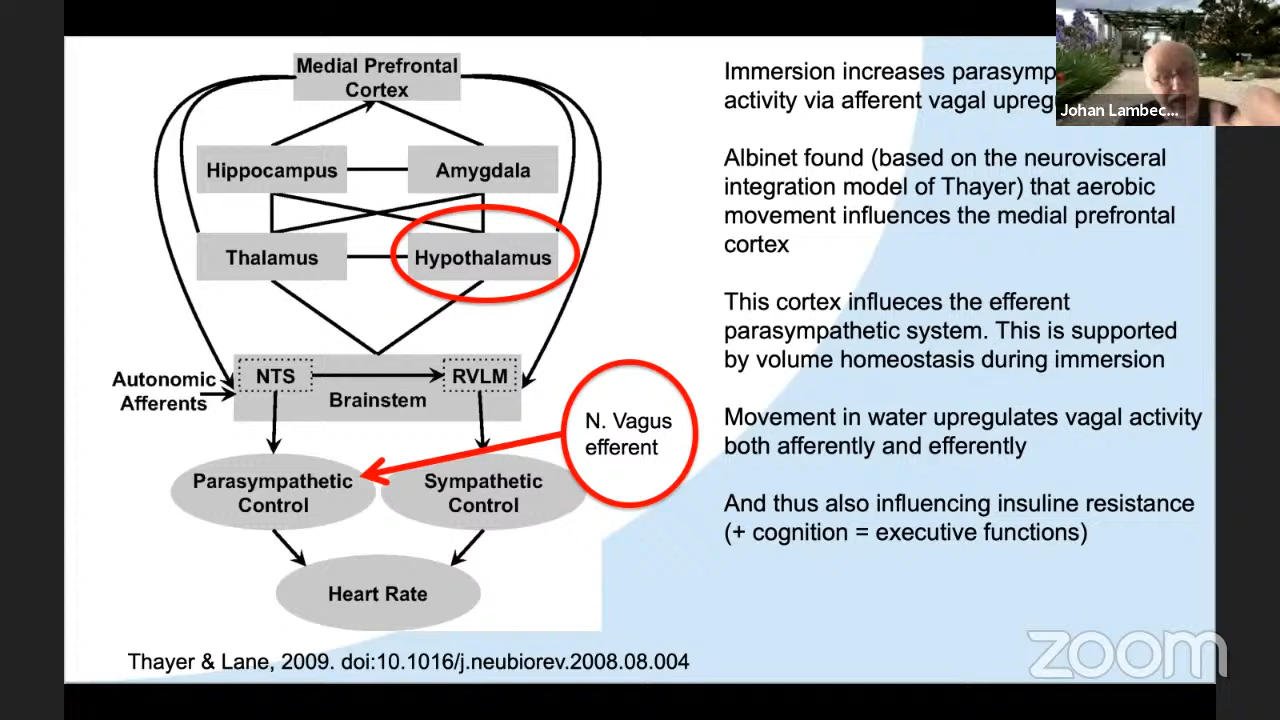 Medial Prefrontal
Cortex
Hippocampus
Amygdala
Thalamus
Hypothalamus
Autonomic
Afferents
NTS
RVLM
Brainstem
N. Vagus
efferent
Parasympathetic
Control
Sympathetic
Control
Heart Rate
Thayer & Lane, 2009. doi:10.1016/j.neubiorev.2008.08.004
Immersion increases parasymp
activity via afferent vagal upreg
Albinet found (based on the neurovisceral
integration model of Thayer) that aerobic
movement influences the medial prefrontal
cortex
This cortex influeces the efferent
parasympathetic system. This is supported
by volume homeostasis during immersion
Movement in water upregulates vagal activity
both afferently and efferently
And thus also influencing insuline resistance
(+ cognition = executive functions)
Johan Lambec...
zoom